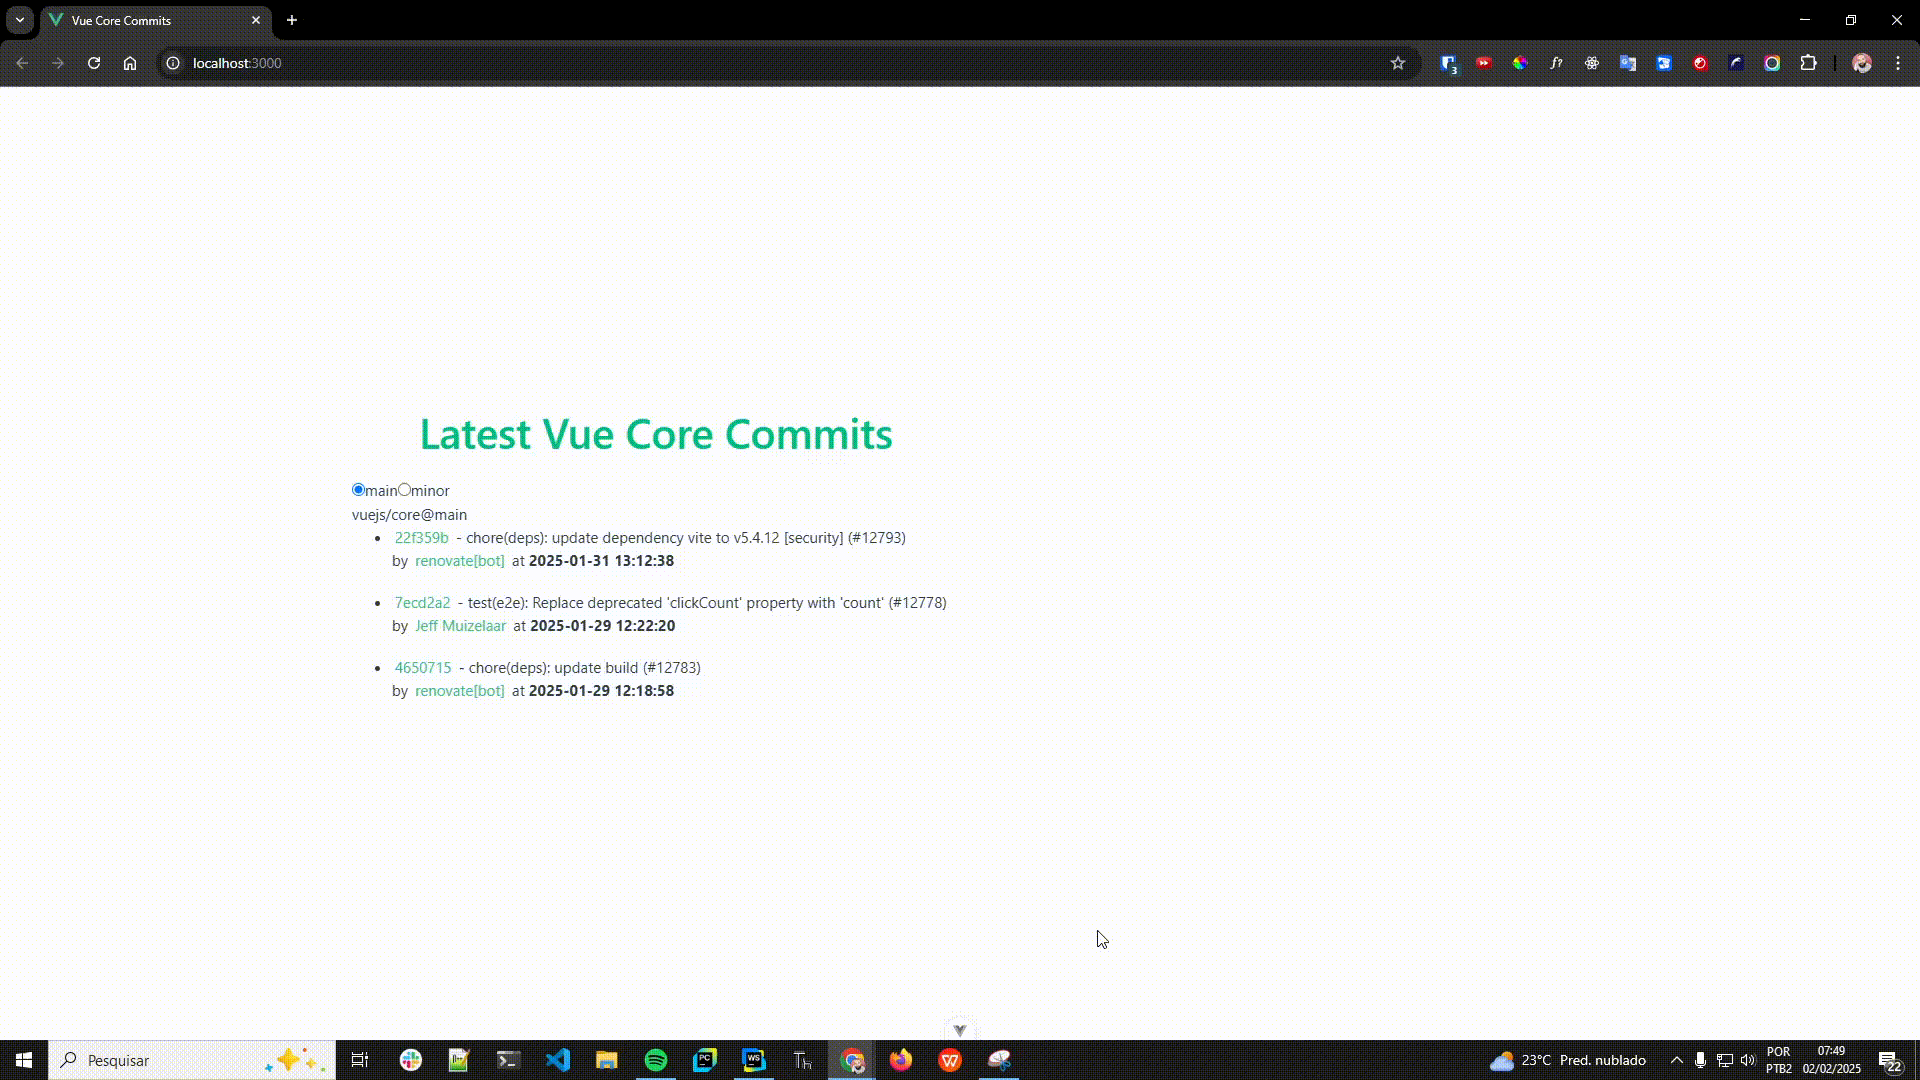 Vue Core Commits
localhost:3000
3
Latest Vue Core Commits
main minor
vuejs/core@main
22f359b - chore(deps): update dependency vite to v5.4.12 [security] (#12793)
by renovate[bot] at 2025-01-31 13:12:38
7ecd2a2 - test(e2e): Replace deprecated 'clickCount' property with 'count' (#12778)
by Jeff Muizelaar at 2025-01-29 12:22:20
4650715 - chore(deps): update build (#12783)
by renovate[bot] at 2025-01-29 12:18:58
Pesquisar
PC
WS
Th
23°C Pred. nublado
POR
PTB2
07:49
02/02/2025
22